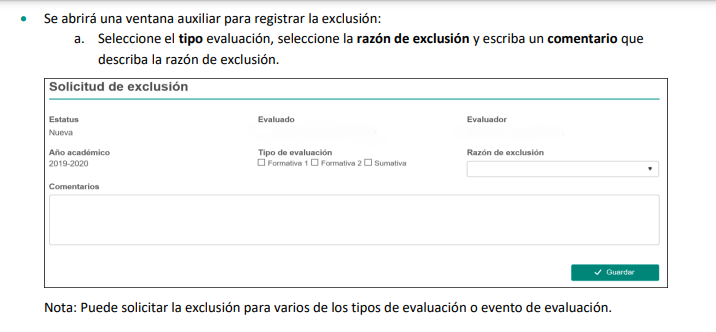 • Se abrirá una ventana auxiliar para registrar la exclusión:
a. Seleccione el tipo evaluación, seleccione la razón de exclusión y escriba un comentario que
describa la razón de exclusión.
Solicitud de exclusión
Estatus Evaluado Evaluador
Nueva
Año académico Tipo de evaluación Razón de exclusión
2019-2020 Formativa 1 Formativa 2 Sumativa
Comentarios
Guardar
Nota: Puede solicitar la exclusión para varios de los tipos de evaluación o evento de evaluación.